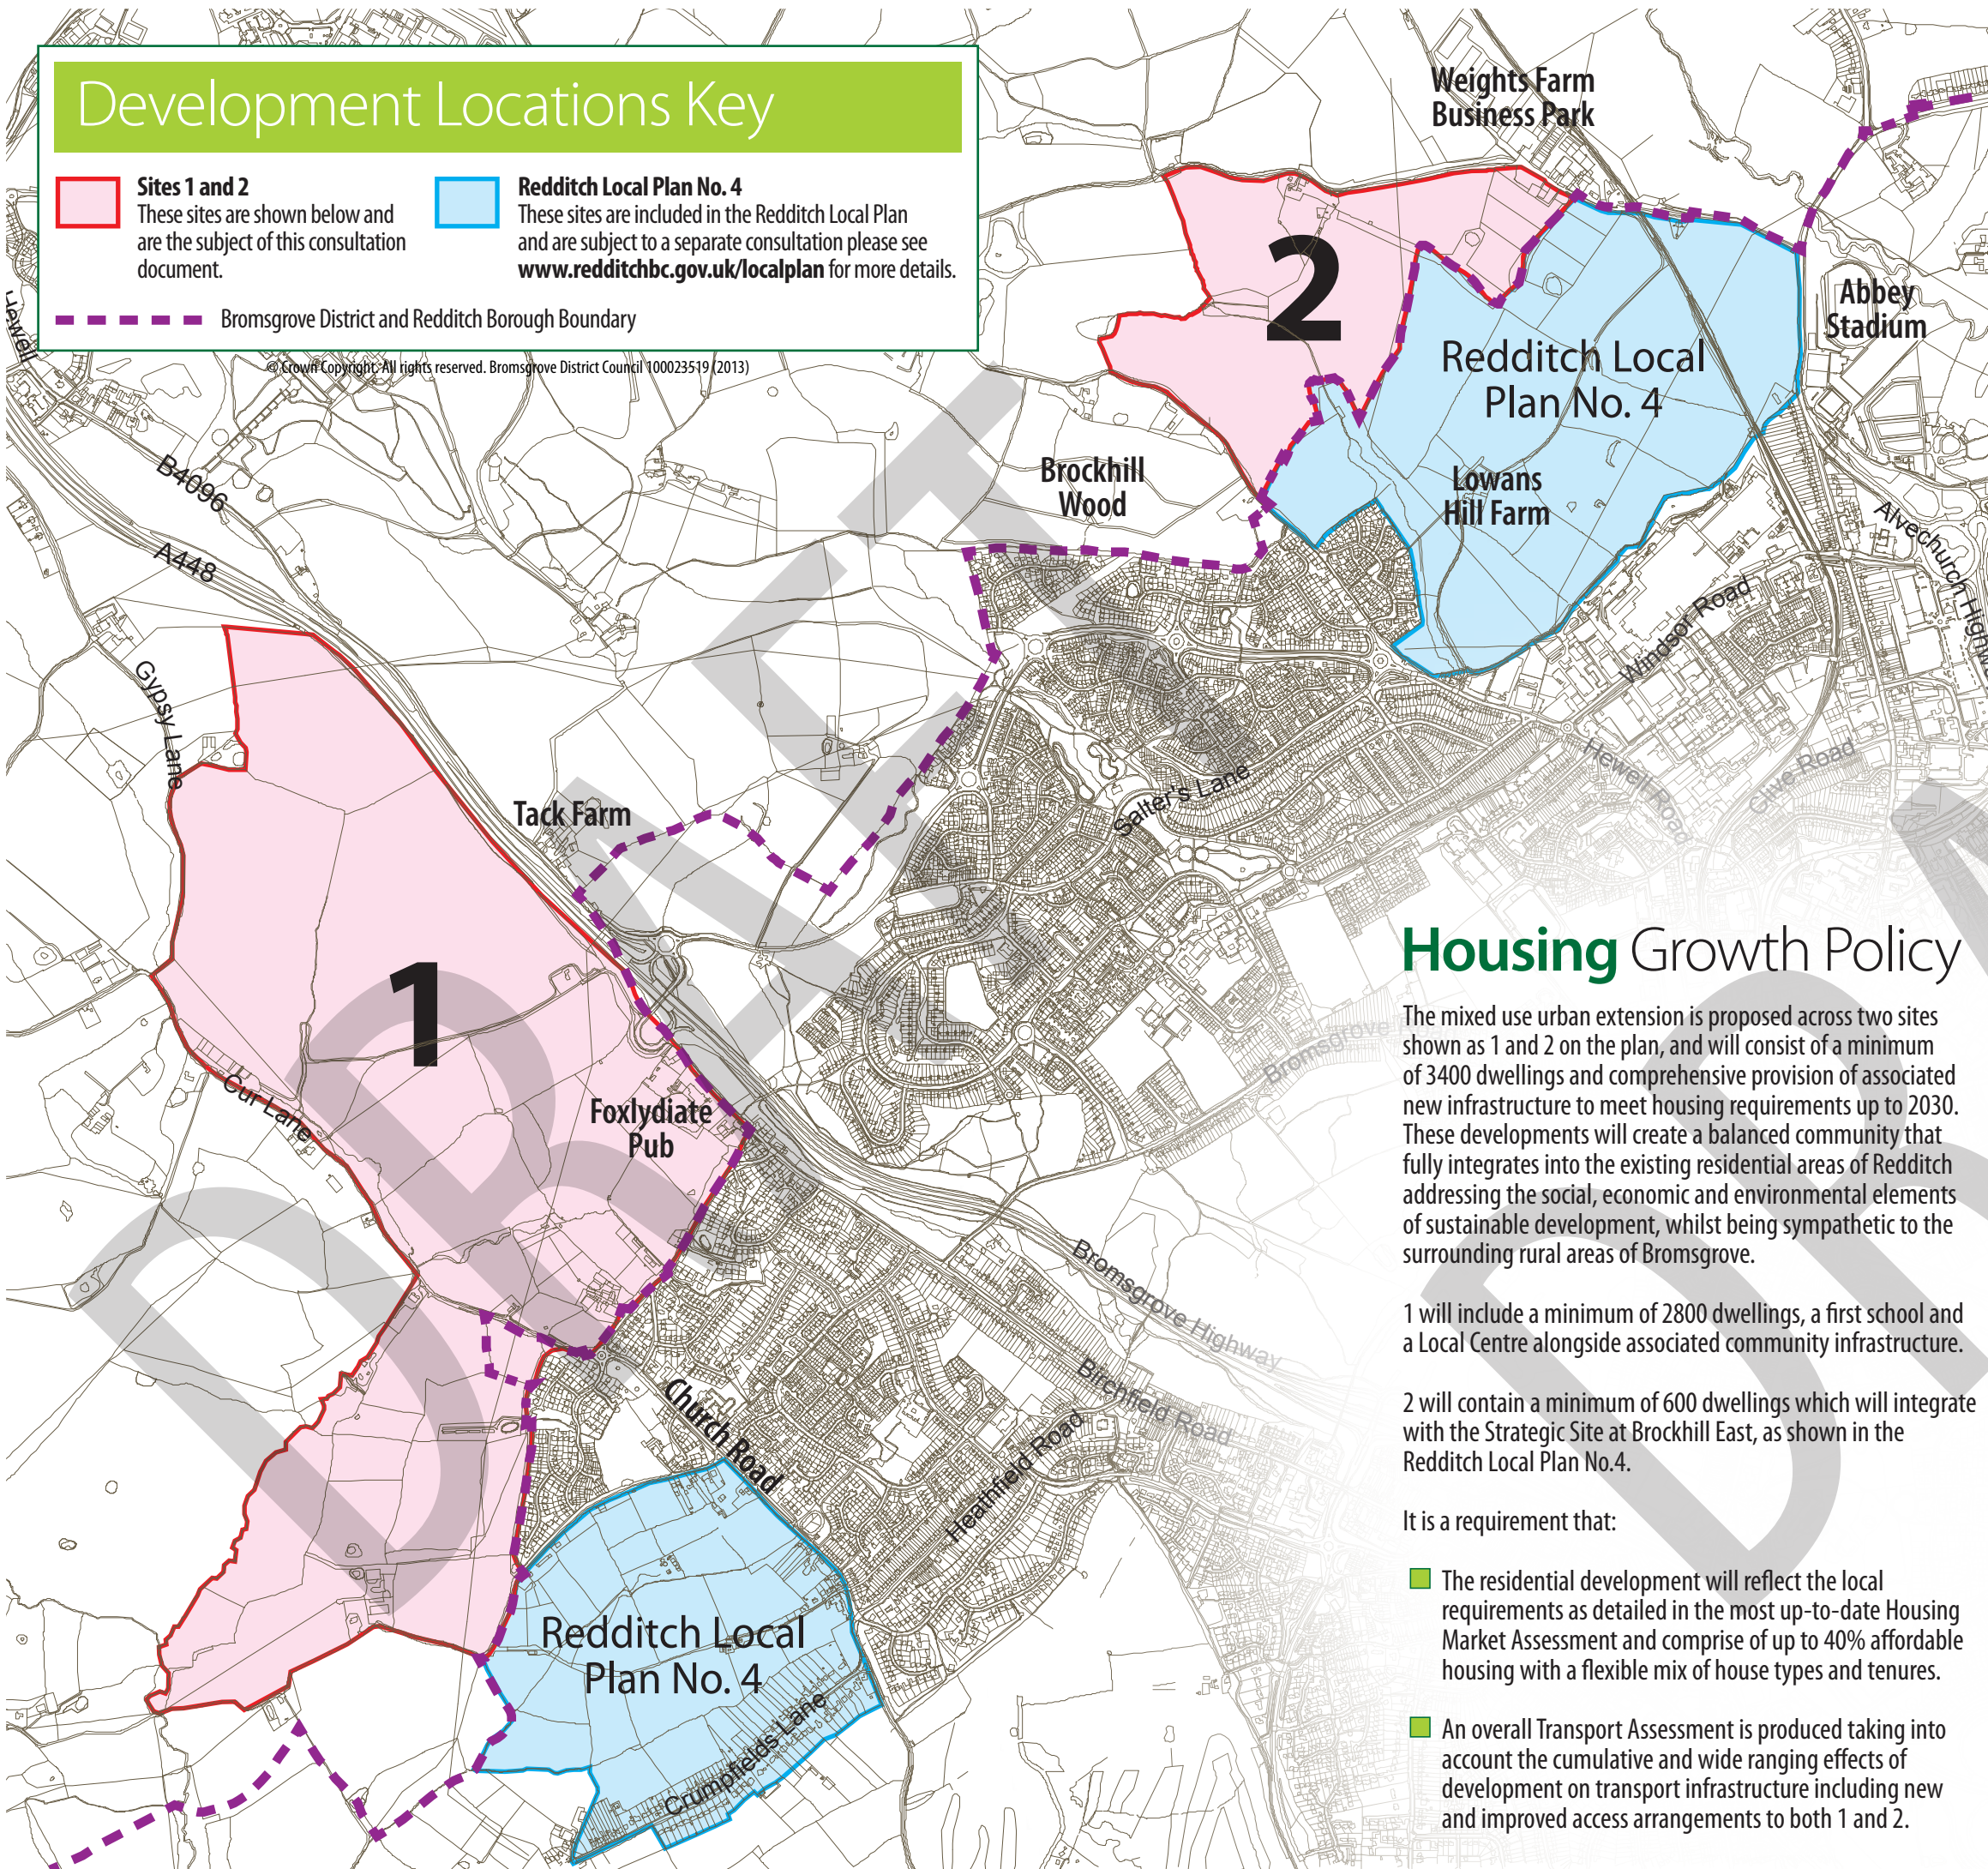 Development Locations Key
Sites 1 and 2
These sites are shown below and
are the subject of this consultation
document.
Redditch Local Plan No. 4
These sites are included in the Redditch Local Plan
and are subject to a separate consultation please see
www.redditchbc.gov.uk/localplan for more details.
Bromsgrove District and Redditch Borough Boundary
© Crown Copyright. All rights reserved. Bromsgrove District Council 100023519 (2013)
Hewell
Weights Farm
Business Park
2
Abbey
Stadium
Redditch Local
Plan No. 4
Brockhill
Wood
Lowans
Hill Farm
B4096
A448
Alvechurch High
Windsor Road
Gypsy Lane
Hewell Road
Clive Road
Salter's Lane
Tack Farm
1
Cur Lane
Foxlydiate
Pub
Bromsgrove
Bromsgrove Highway
Birchfield Road
Church Road
Heathfield Road
Redditch Local
Plan No. 4
Crumpfields Lane
DRAFT
DR
Housing Growth Policy
The mixed use urban extension is proposed across two sites
shown as 1 and 2 on the plan, and will consist of a minimum
of 3400 dwellings and comprehensive provision of associated
new infrastructure to meet housing requirements up to 2030.
These developments will create a balanced community that
fully integrates into the existing residential areas of Redditch
addressing the social, economic and environmental elements
of sustainable development, whilst being sympathetic to the
surrounding rural areas of Bromsgrove.
1 will include a minimum of 2800 dwellings, a first school and
a Local Centre alongside associated community infrastructure.
2 will contain a minimum of 600 dwellings which will integrate
with the Strategic Site at Brockhill East, as shown in the
Redditch Local Plan No.4.
It is a requirement that:
The residential development will reflect the local
requirements as detailed in the most up-to-date Housing
Market Assessment and comprise of up to 40% affordable
housing with a flexible mix of house types and tenures.
An overall Transport Assessment is produced taking into
account the cumulative and wide ranging effects of
development on transport infrastructure including new
and improved access arrangements to both 1 and 2.